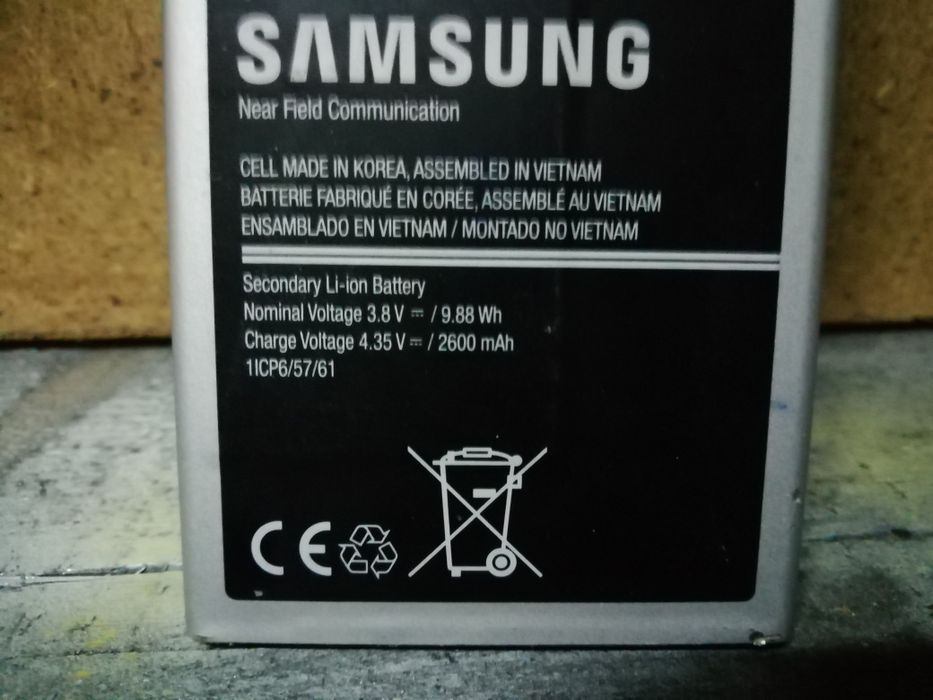 SAMSUNG
Near Field Communication
CELL MADE IN KOREA, ASSEMBLED IN VIETNAM
BATTERIE FABRIQUÉ EN CORÉE, ASSEMBLÉ AU VIETNAM
ENSAMBLADO EN VIETNAM / MONTADO NO VIETNAM
Secondary Li-ion Battery
Nominal Voltage 3.8 V ⎓ / 9.88 Wh
Charge Voltage 4.35 V ⎓ / 2600 mAh
1ICP6/57/61
CE